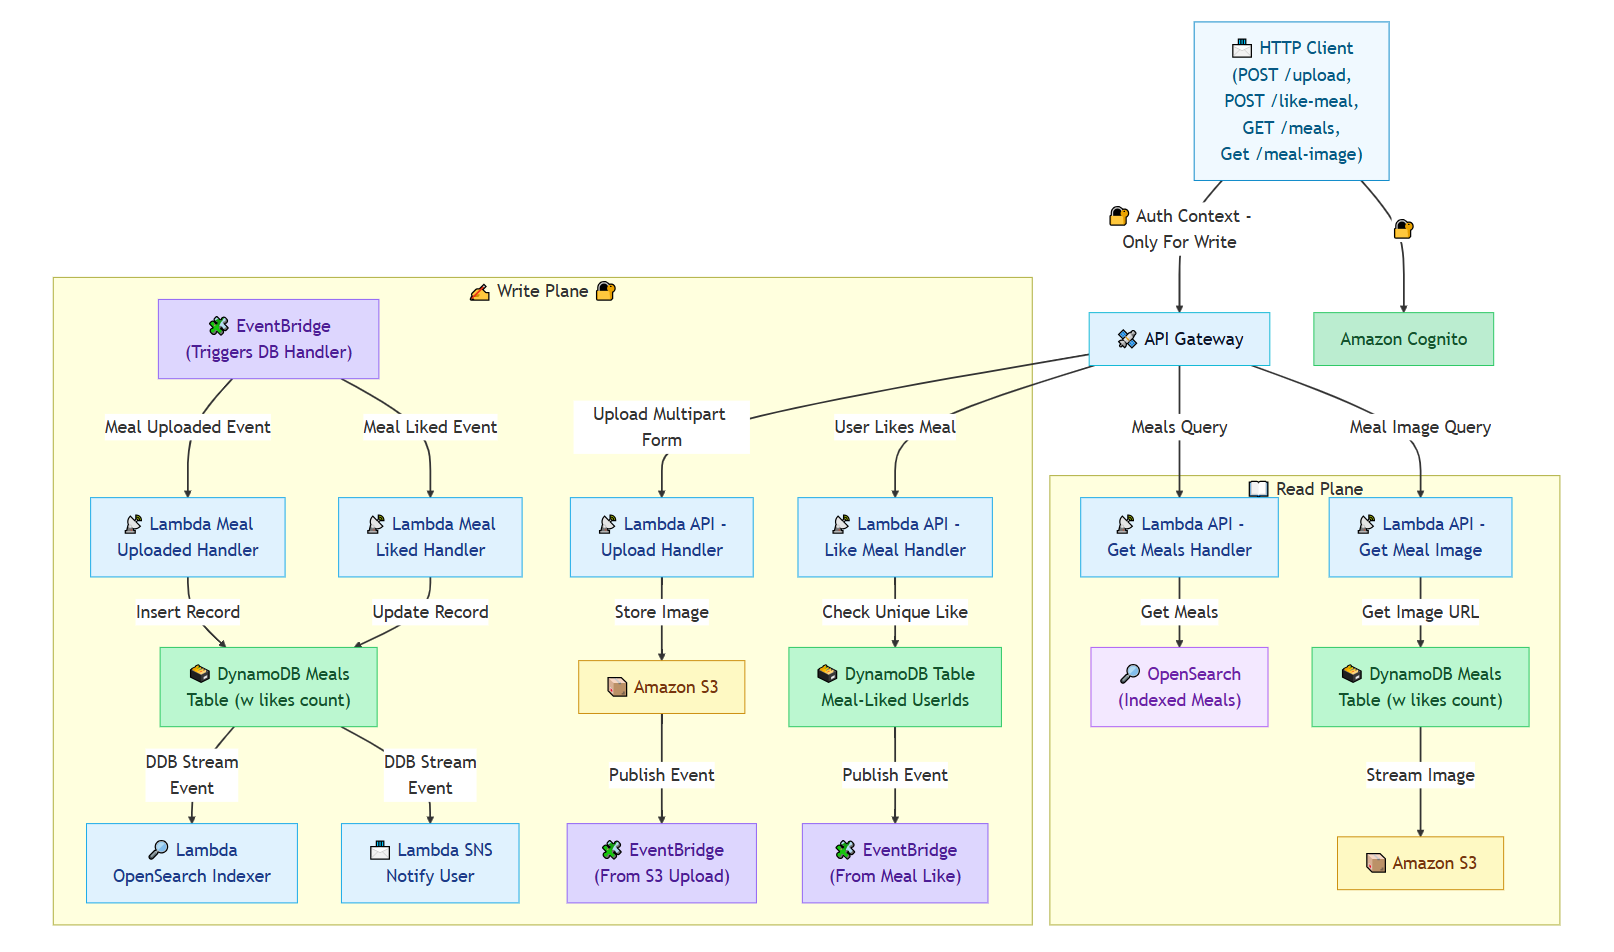 HTTP Client
(POST /upload,
POST /like-meal,
GET /meals,
Get /meal-image)
Auth Context -
Only For Write
API Gateway
Amazon Cognito
Write Plane
EventBridge
(Triggers DB Handler)
Meal Uploaded Event
Meal Liked Event
Upload Multipart
Form
User Likes Meal
Meals Query
Meal Image Query
Read Plane
Lambda Meal
Uploaded Handler
Lambda Meal
Liked Handler
Lambda API -
Upload Handler
Lambda API -
Like Meal Handler
Lambda API -
Get Meals Handler
Lambda API -
Get Meal Image
Insert Record
Update Record
Store Image
Check Unique Like
Get Meals
Get Image URL
DynamoDB Meals
Table (w likes count)
Amazon S3
DynamoDB Table
Meal-Liked UserIds
OpenSearch
(Indexed Meals)
DynamoDB Meals
Table (w likes count)
DDB Stream
Event
DDB Stream
Event
Publish Event
Publish Event
Stream Image
Lambda
OpenSearch Indexer
Lambda SNS
Notify User
EventBridge
(From S3 Upload)
EventBridge
(From Meal Like)
Amazon S3